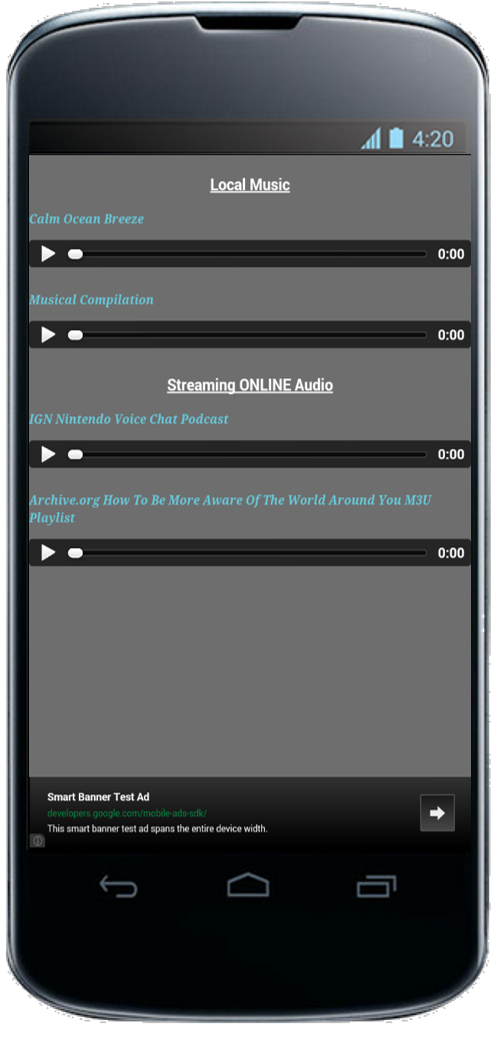 4:20
Local Music
Calm Ocean Breeze
0:00
Musical Compilation
0:00
Streaming ONLINE Audio
IGN Nintendo Voice Chat Podcast
0:00
Archive.org How To Be More Aware Of The World Around You M3U
Playlist
0:00
Smart Banner Test Ad
developers.google.com/mobile-ads-sdk/
This smart banner test ad spans the entire device width.